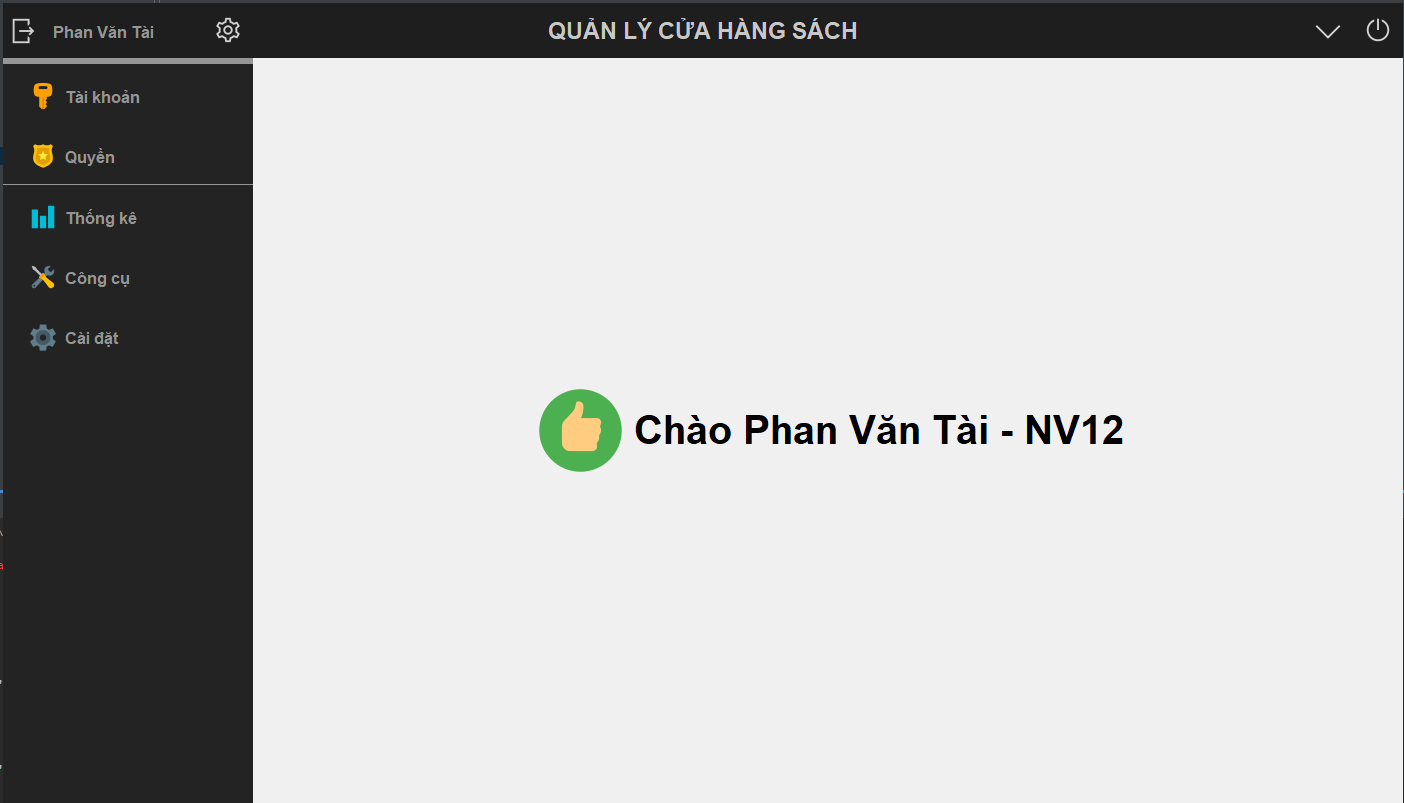 Phan Văn Tài
QUẢN LÝ CỬA HÀNG SÁCH
Tài khoản
Quyền
Thống kê
Công cụ
Cài đặt
Chào Phan Văn Tài - NV12